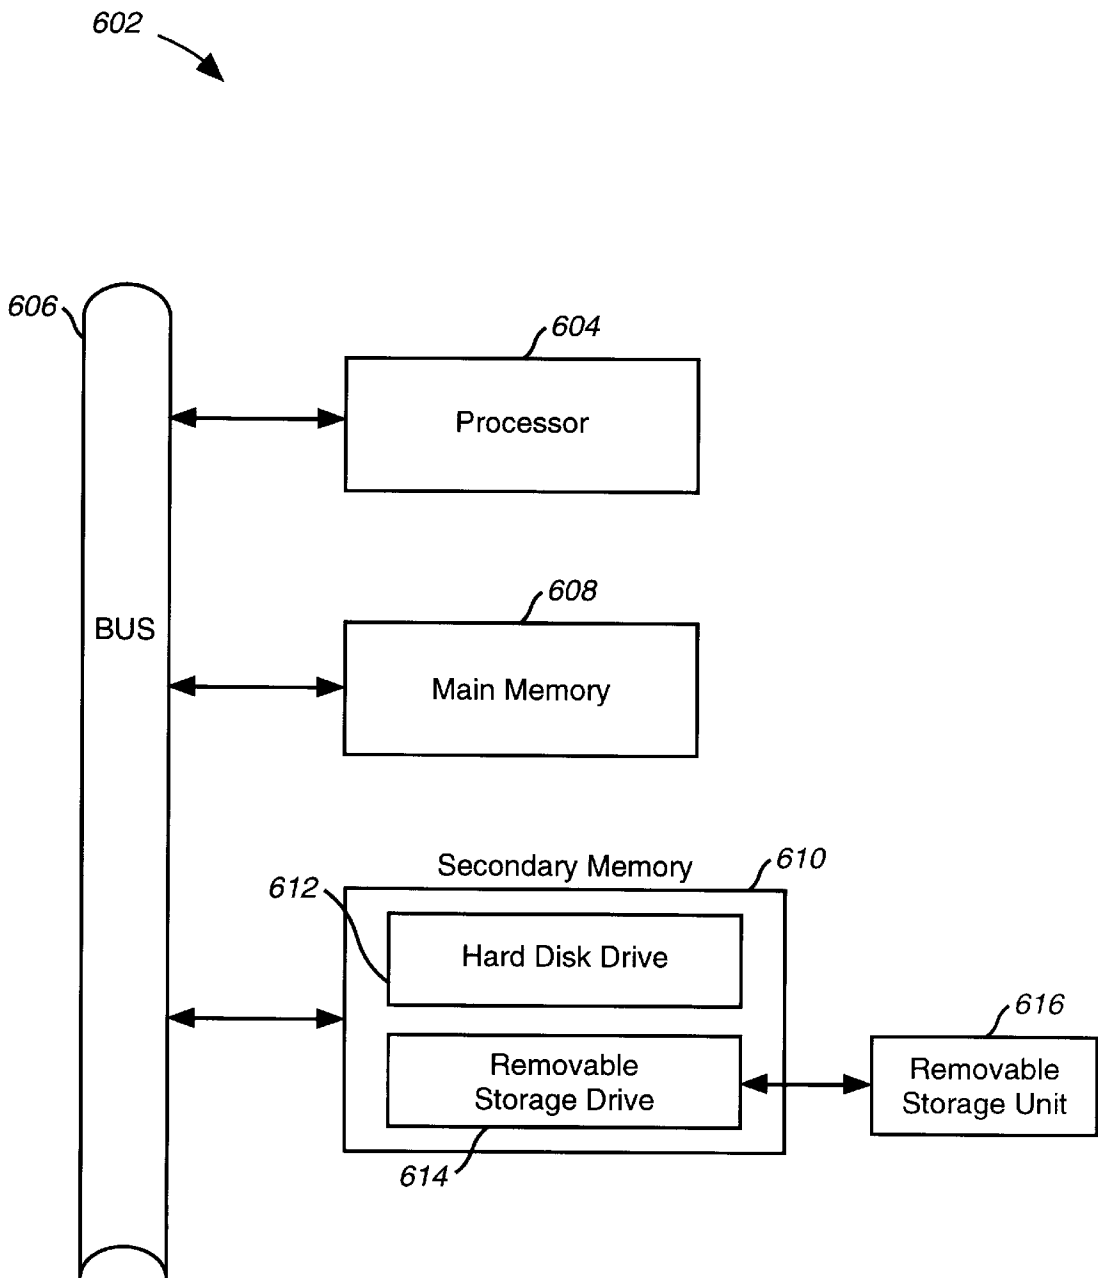 602
606
604
Processor
608
BUS
Main Memory
Secondary Memory
610
612
Hard Disk Drive
616
Removable
Storage Drive
Removable
Storage Unit
614